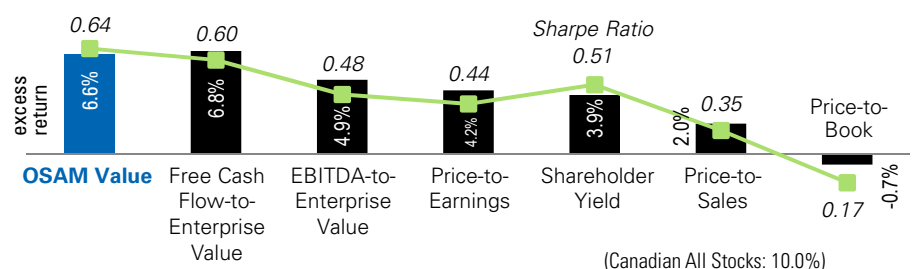 0.64
0.60
0.48
0.44
Sharpe Ratio
0.51
0.35
Price-to-
Book
excess
return
6.6%
6.8%
4.9%
4.2%
3.9%
2.0%
-0.7%
0.17
OSAM Value
Free Cash
Flow-to-
Enterprise
Value
EBITDA-to-
Enterprise
Value
Price-to-
Earnings
Shareholder
Yield
Price-to-
Sales
(Canadian All Stocks: 10.0%)